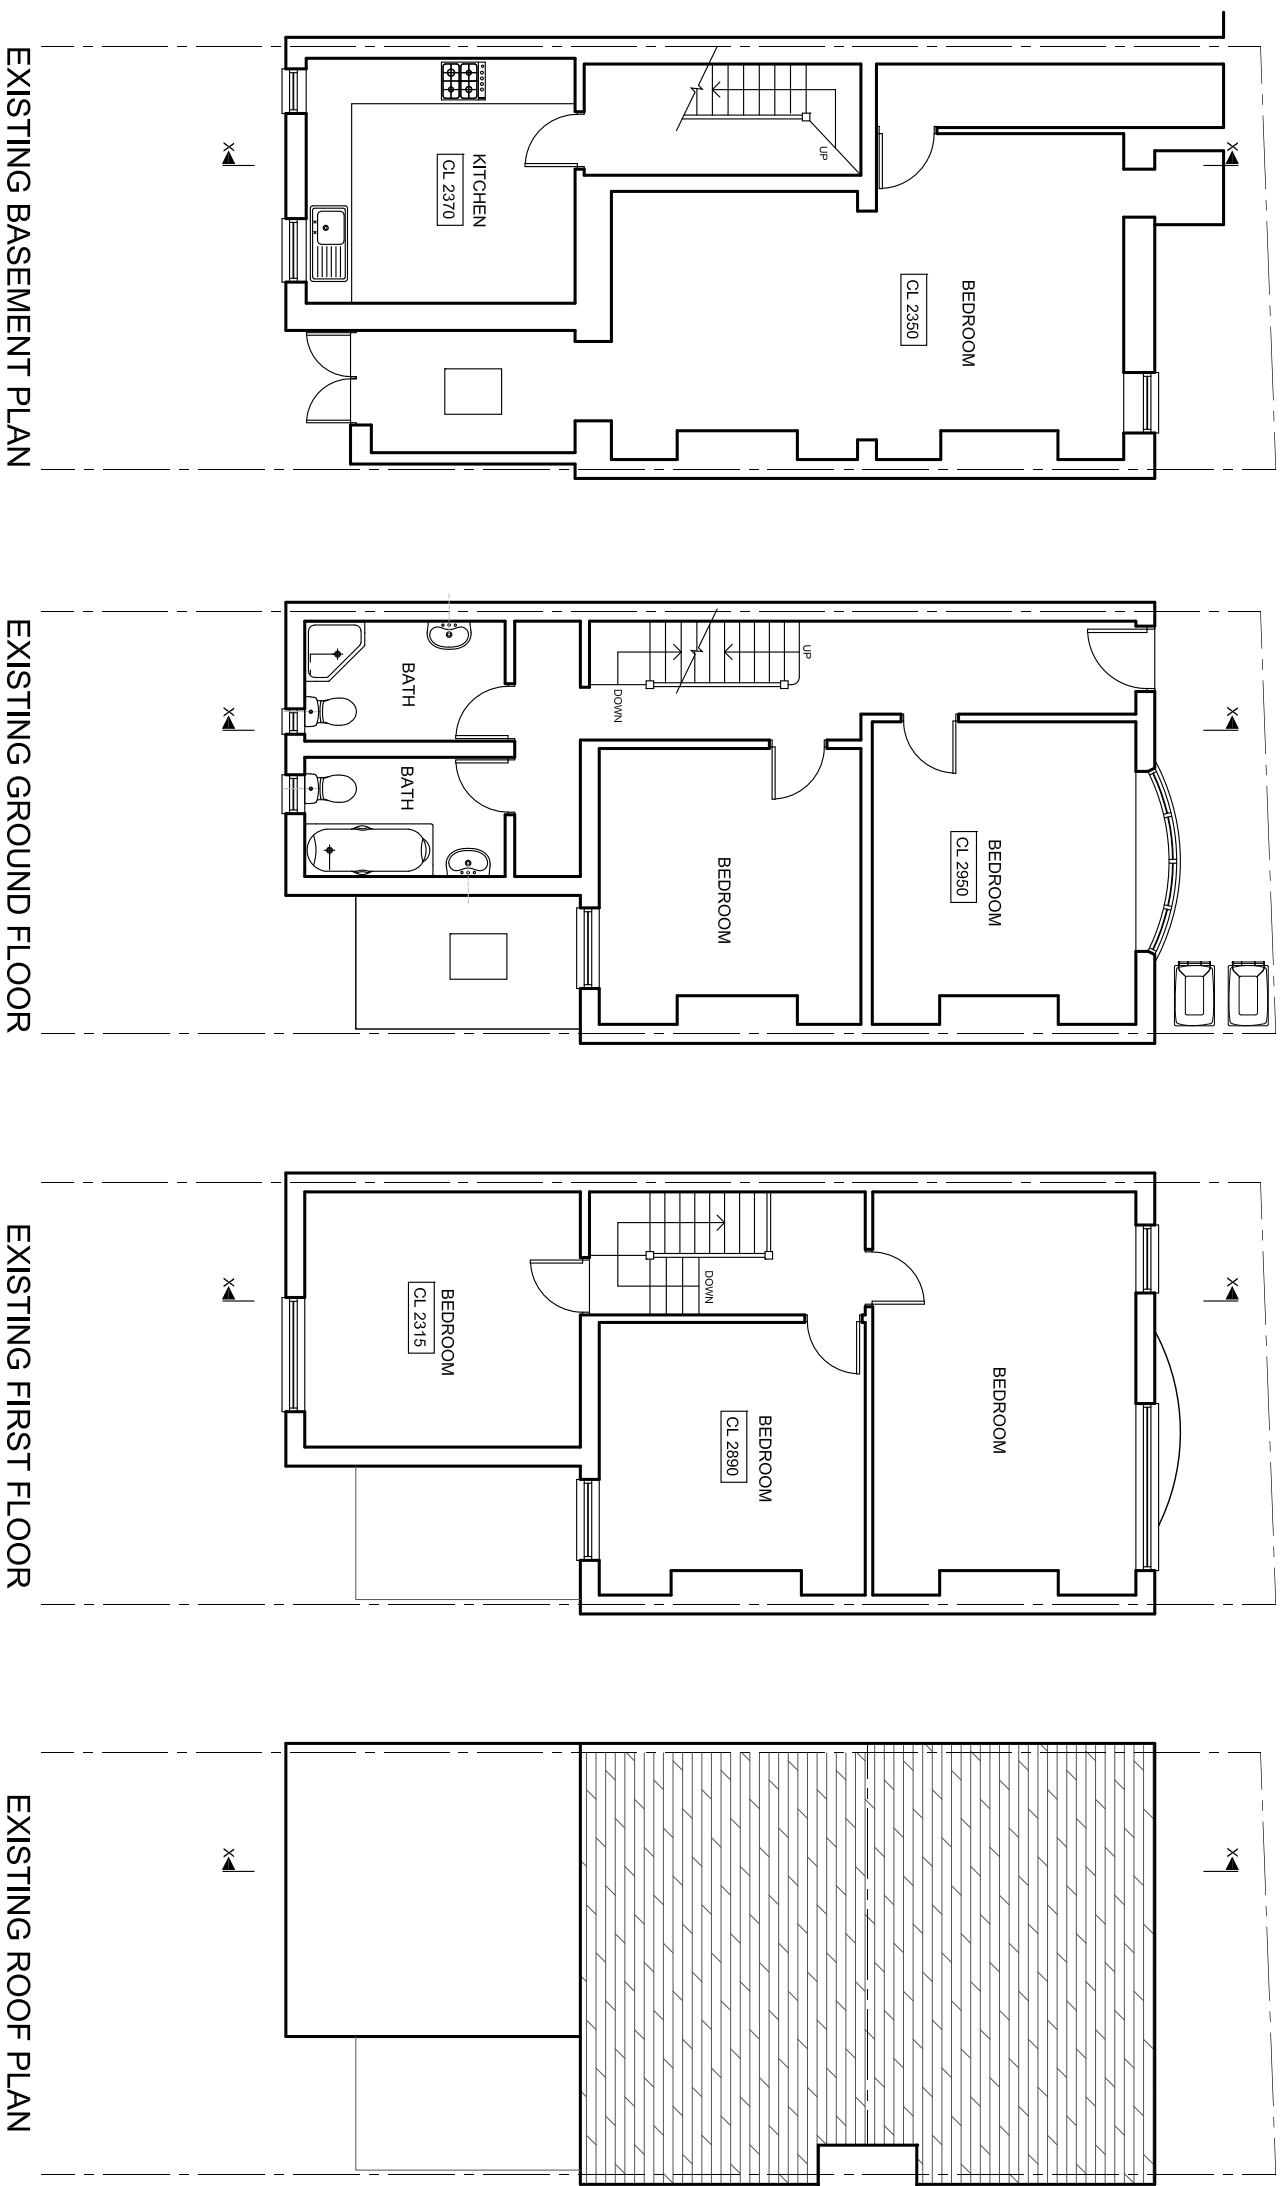 EXISTING BASEMENT PLAN
X
X
KITCHEN
CL 2370
UP
BEDROOM
CL 2350
EXISTING GROUND FLOOR
X
X
BATH
BATH
DOWN
UP
BEDROOM
BEDROOM
CL 2950
EXISTING FIRST FLOOR
X
X
BEDROOM
CL 2315
DOWN
BEDROOM
CL 2890
BEDROOM
EXISTING ROOF PLAN
X
X